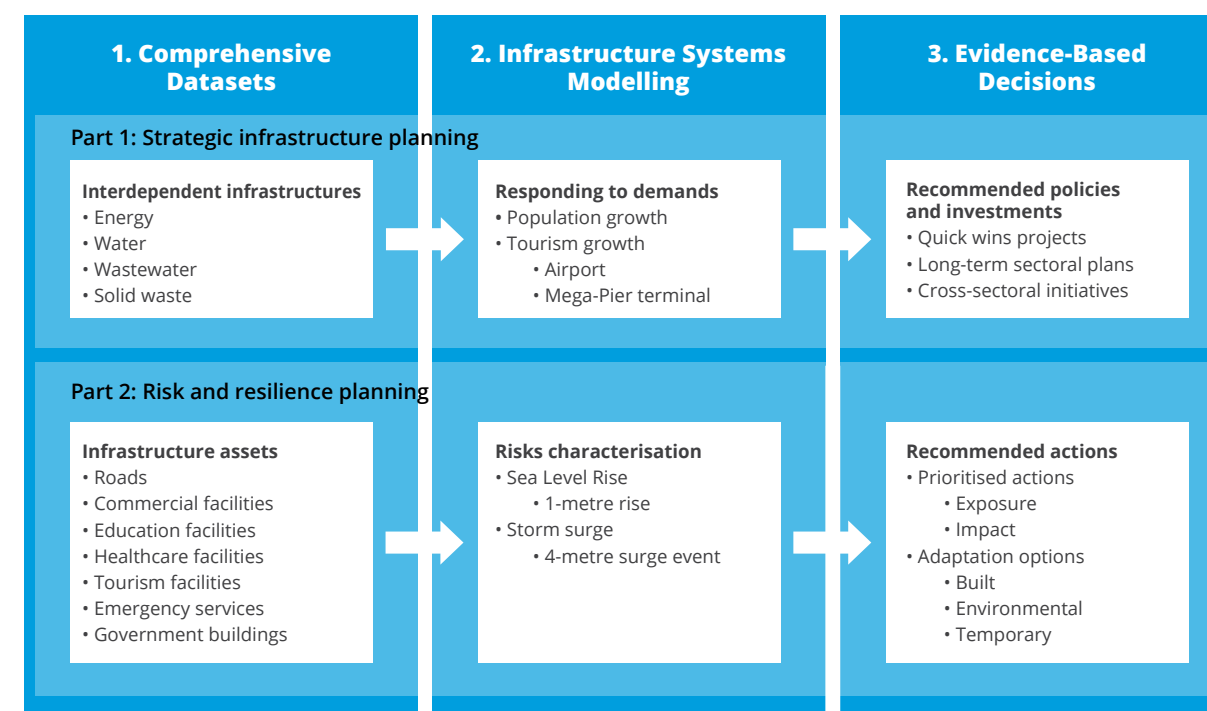 1. Comprehensive
Datasets
2. Infrastructure Systems
Modelling
3. Evidence-Based
Decisions
Part 1: Strategic infrastructure planning
Interdependent infrastructures
• Energy
• Water
• Wastewater
• Solid waste
Responding to demands
• Population growth
• Tourism growth
• Airport
• Mega-Pier terminal
Recommended policies
and investments
• Quick wins projects
• Long-term sectoral plans
• Cross-sectoral initiatives
Part 2: Risk and resilience planning
Infrastructure assets
• Roads
• Commercial facilities
• Education facilities
• Healthcare facilities
• Tourism facilities
• Emergency services
• Government buildings
Risks characterisation
• Sea Level Rise
• 1-metre rise
• Storm surge
• 4-metre surge event
Recommended actions
• Prioritised actions
• Exposure
• Impact
• Adaptation options
• Built
• Environmental
• Temporary